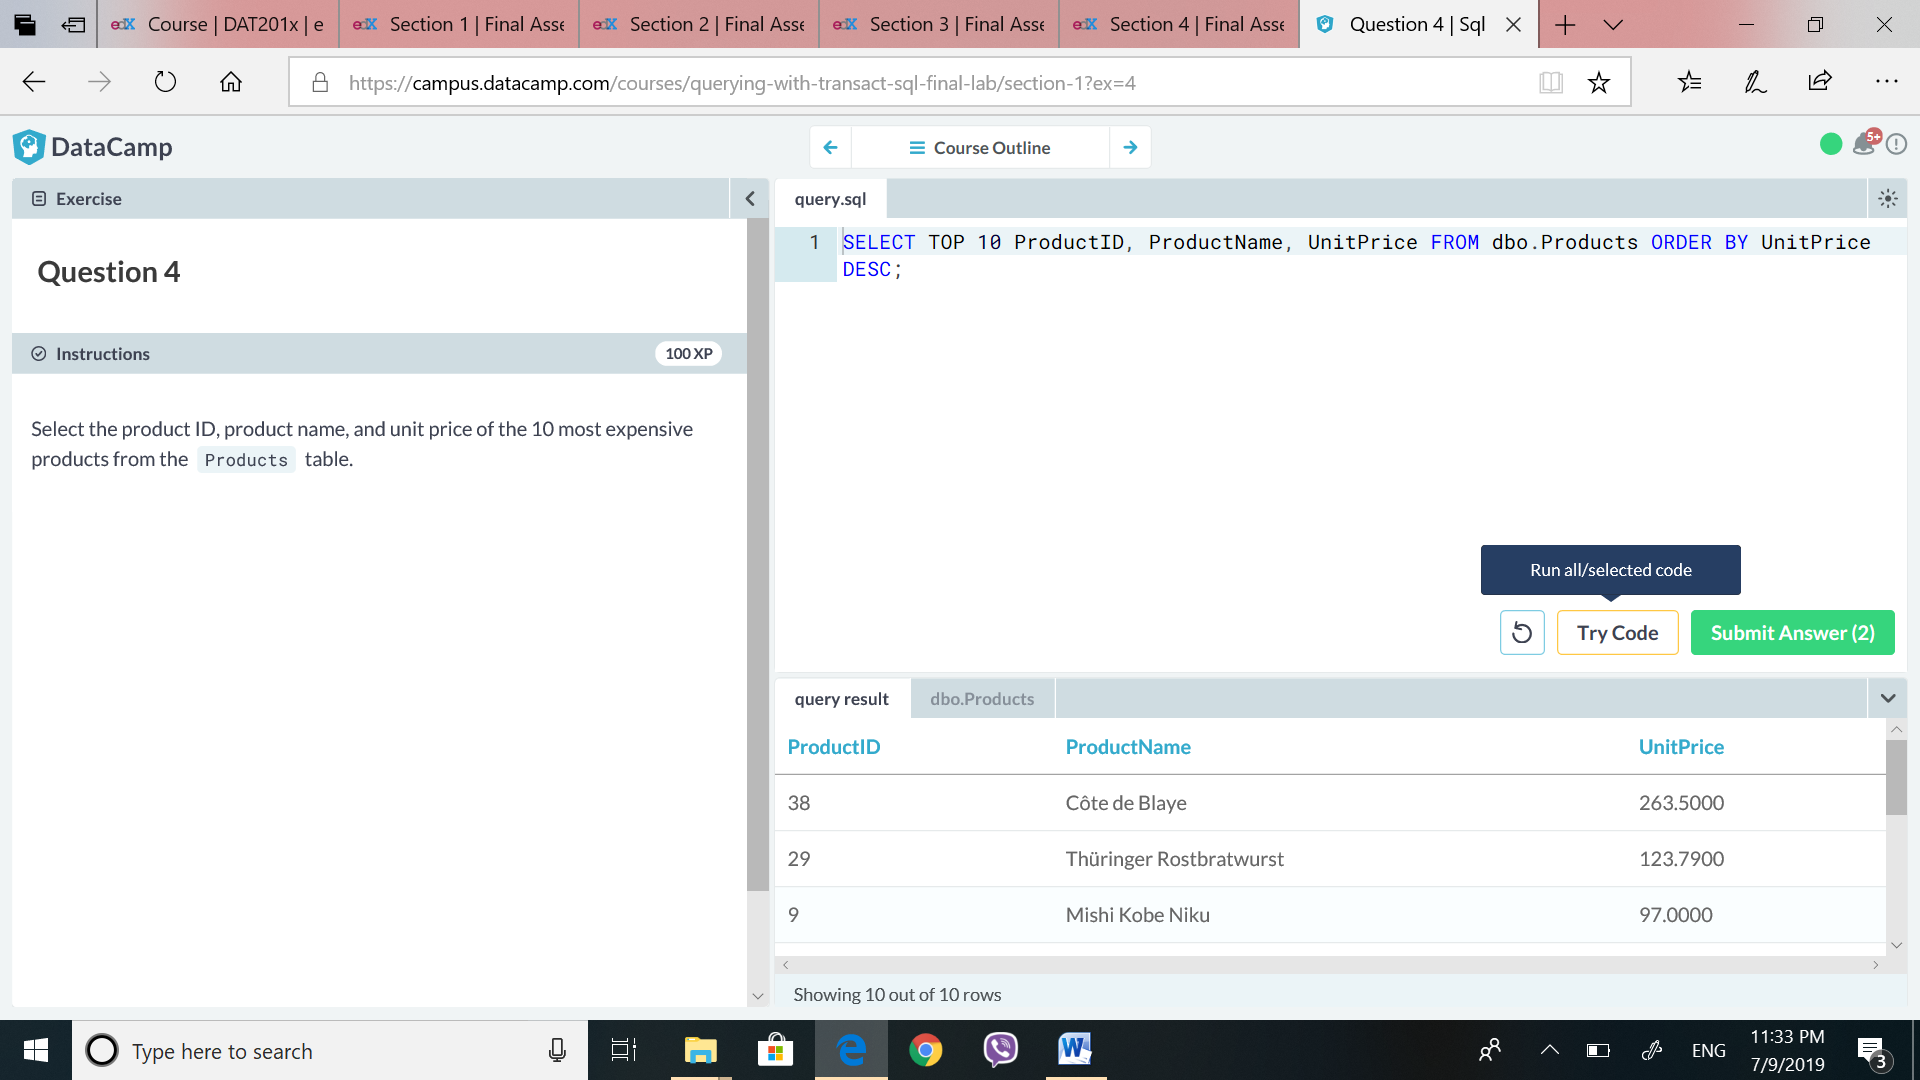 Course | DAT201x | e
Section 1 | Final Asse
Section 2 | Final Asse
Section 3 | Final Asse
Section 4 | Final Asse
Question 4 | Sql
https://campus.datacamp.com/courses/querying-with-transact-sql-final-lab/section-1?ex=4
DataCamp
Course Outline
5+
Exercise
Question 4
Instructions
100 XP
Select the product ID, product name, and unit price of the 10 most expensive
products from the Products table.
query.sql
1 SELECT TOP 10 ProductID, ProductName, UnitPrice FROM dbo.Products ORDER BY UnitPrice
DESC;
Run all/selected code
Try Code
Submit Answer (2)
query result
dbo.Products
ProductID ProductName UnitPrice
38 Côte de Blaye 263.5000
29 Thüringer Rostbratwurst 123.7900
9 Mishi Kobe Niku 97.0000
Showing 10 out of 10 rows
Type here to search
ENG
11:33 PM
7/9/2019
3